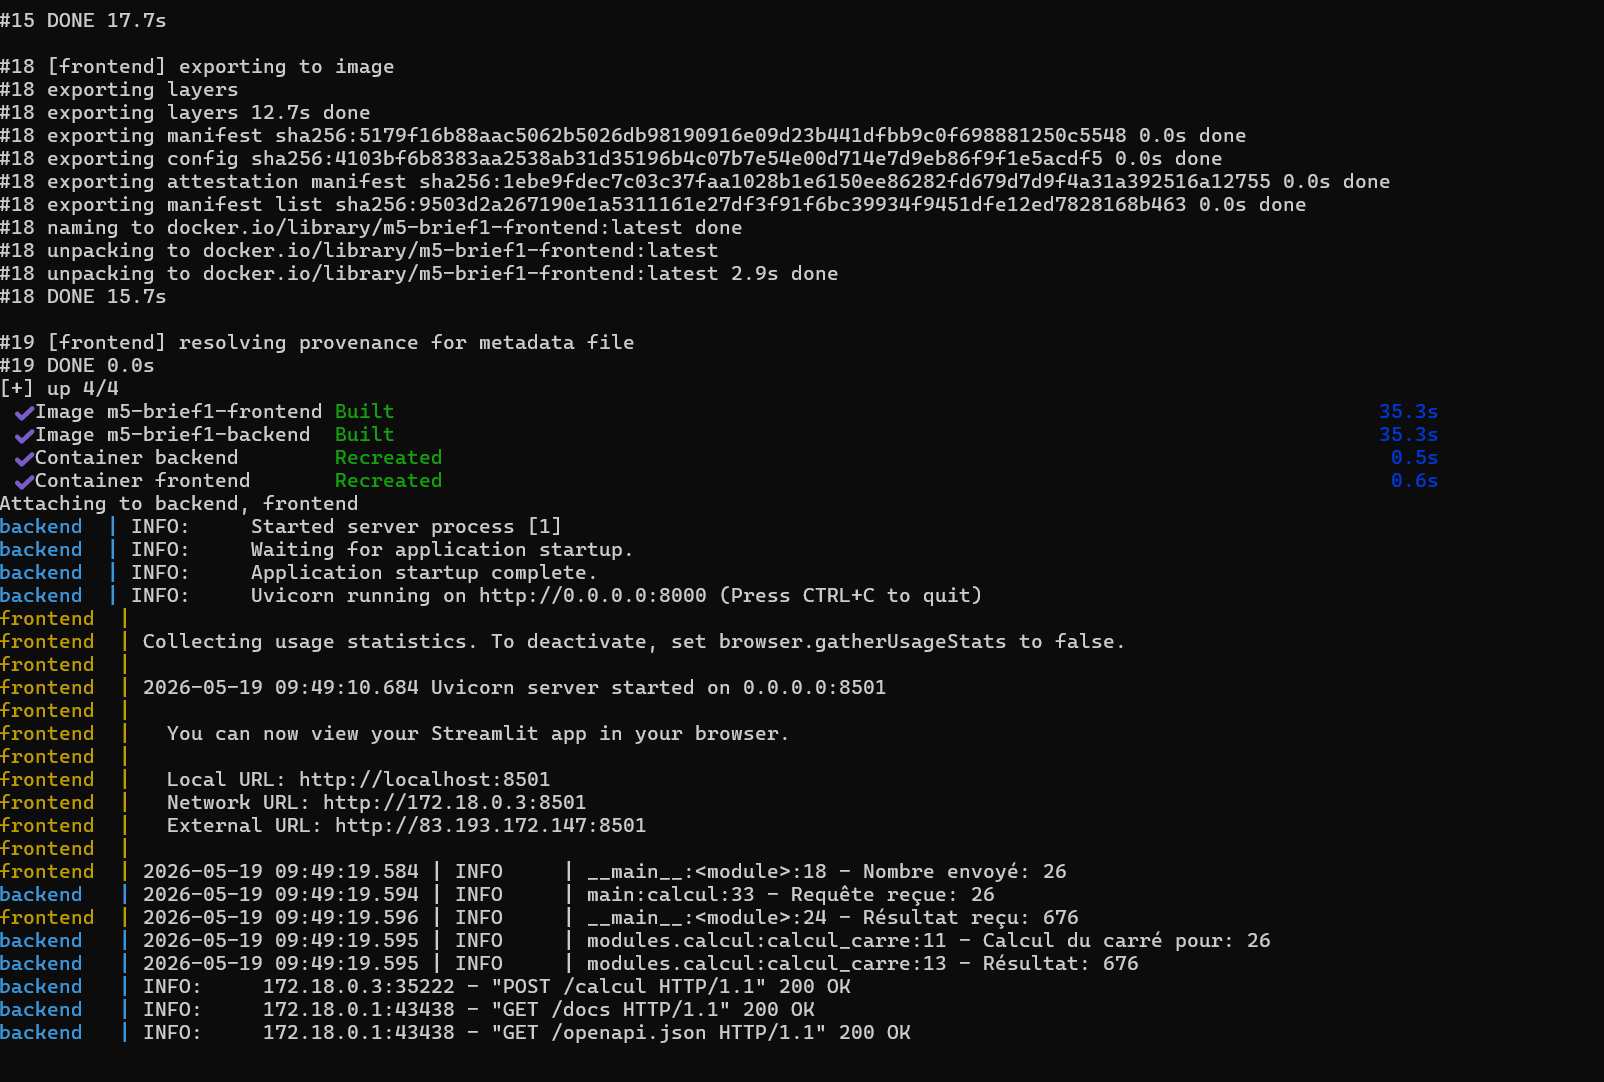 #15 DONE 17.7s
#18 [frontend] exporting to image
#18 exporting layers
#18 exporting layers 12.7s done
#18 exporting manifest sha256:5179f16b88aac5062b5026db98190916e09d23b441dfbb9c0f698881250c5548 0.0s done
#18 exporting config sha256:4103bf6b8383aa2538ab31d35196b4c07b7e54e00d714e7d9eb86f9f1e5acdf5 0.0s done
#18 exporting attestation manifest sha256:1ebe9fdec7c03c37faa1028b1e6150ee86282fd679d7d9f4a31a392516a12755 0.0s done
#18 exporting manifest list sha256:9503d2a267190e1a5311161e27df3f91f6bc39934f9451dfe12ed7828168b463 0.0s done
#18 naming to docker.io/library/m5-brief1-frontend:latest done
#18 unpacking to docker.io/library/m5-brief1-frontend:latest
#18 unpacking to docker.io/library/m5-brief1-frontend:latest 2.9s done
#18 DONE 15.7s
#19 [frontend] resolving provenance for metadata file
#19 DONE 0.0s
[+] up 4/4
✔Image m5-brief1-frontend Built 35.3s
✔Image m5-brief1-backend Built 35.3s
✔Container backend Recreated 0.5s
✔Container frontend Recreated 0.6s
Attaching to backend, frontend
backend | INFO: Started server process [1]
backend | INFO: Waiting for application startup.
backend | INFO: Application startup complete.
backend | INFO: Uvicorn running on http://0.0.0.0:8000 (Press CTRL+C to quit)
frontend |
frontend | Collecting usage statistics. To deactivate, set browser.gatherUsageStats to false.
frontend |
frontend | 2026-05-19 09:49:10.684 Uvicorn server started on 0.0.0.0:8501
frontend |
frontend | You can now view your Streamlit app in your browser.
frontend |
frontend | Local URL: http://localhost:8501
frontend | Network URL: http://172.18.0.3:8501
frontend | External URL: http://83.193.172.147:8501
frontend |
frontend | 2026-05-19 09:49:19.584 | INFO | __main__:<module>:18 - Nombre envoyé: 26
backend | 2026-05-19 09:49:19.594 | INFO | main:calcul:33 - Requête reçue: 26
frontend | 2026-05-19 09:49:19.596 | INFO | __main__:<module>:24 - Résultat reçu: 676
backend | 2026-05-19 09:49:19.595 | INFO | modules.calcul:calcul_carre:11 - Calcul du carré pour: 26
backend | 2026-05-19 09:49:19.595 | INFO | modules.calcul:calcul_carre:13 - Résultat: 676
backend | INFO: 172.18.0.3:35222 - "POST /calcul HTTP/1.1" 200 OK
backend | INFO: 172.18.0.1:43438 - "GET /docs HTTP/1.1" 200 OK
backend | INFO: 172.18.0.1:43438 - "GET /openapi.json HTTP/1.1" 200 OK